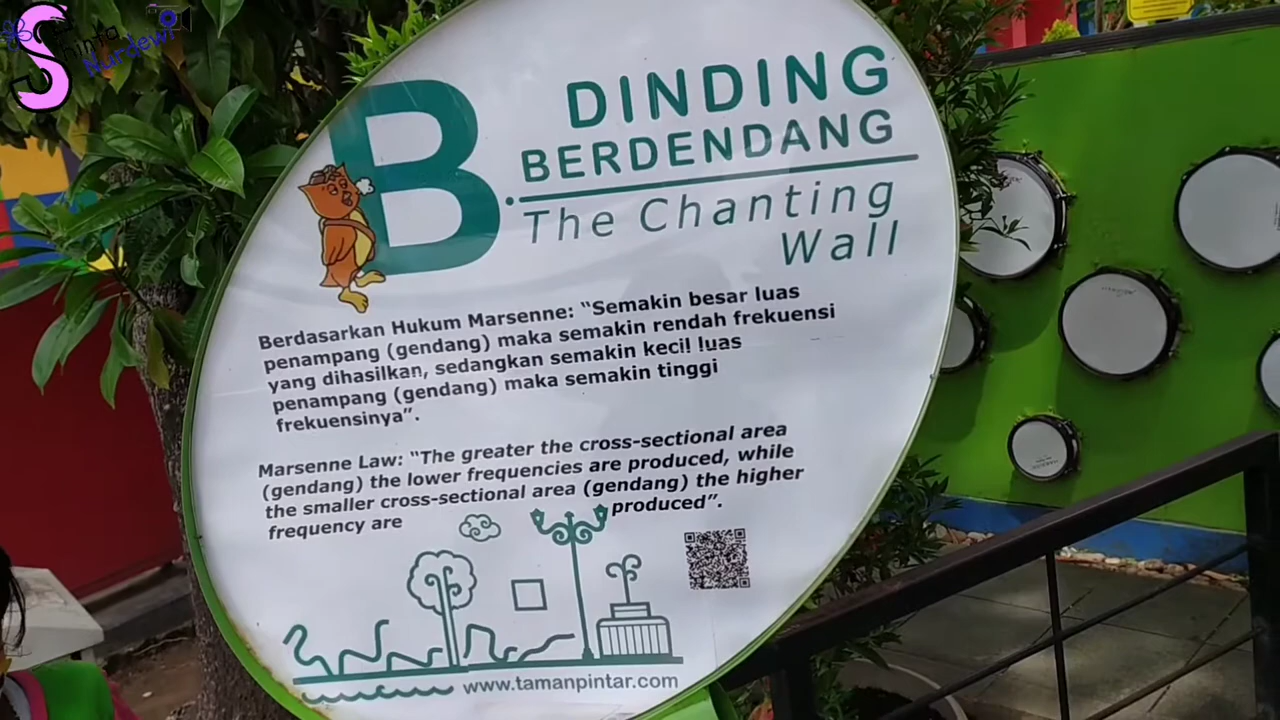 Shinta
Nurdewi
B.
DINDING
BERDENDANG
The Chanting
Wall
Berdasarkan Hukum Marsenne: “Semakin besar luas
penampang (gendang) maka semakin rendah frekuensi
yang dihasilkan, sedangkan semakin kecil luas
penampang (gendang) maka semakin tinggi
frekuensinya”.
Marsenne Law: “The greater the cross-sectional area
(gendang) the lower frequencies are produced, while
the smaller cross-sectional area (gendang) the higher
frequency are produced”.
www.tamanpintar.com